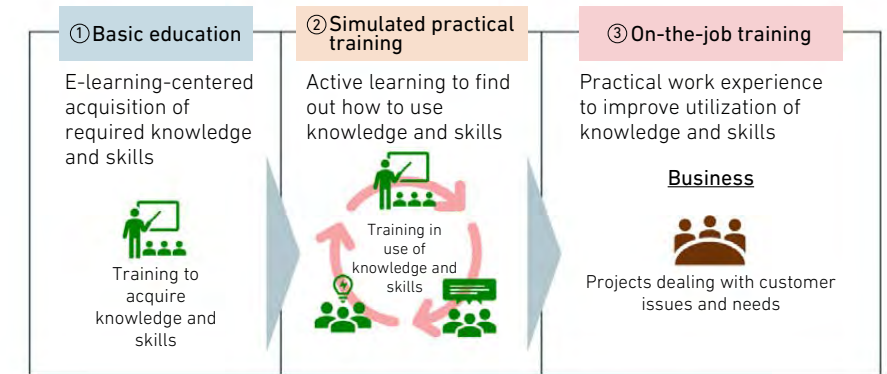 ①Basic education
E-learning-centered
acquisition of
required knowledge
and skills
Training to
acquire
knowledge and
skills
②Simulated practical
training
Active learning to find
out how to use
knowledge and skills
Training in
use of
knowledge and
skills
③On-the-job training
Practical work experience
to improve utilization of
knowledge and skills
Business
Projects dealing with customer
issues and needs